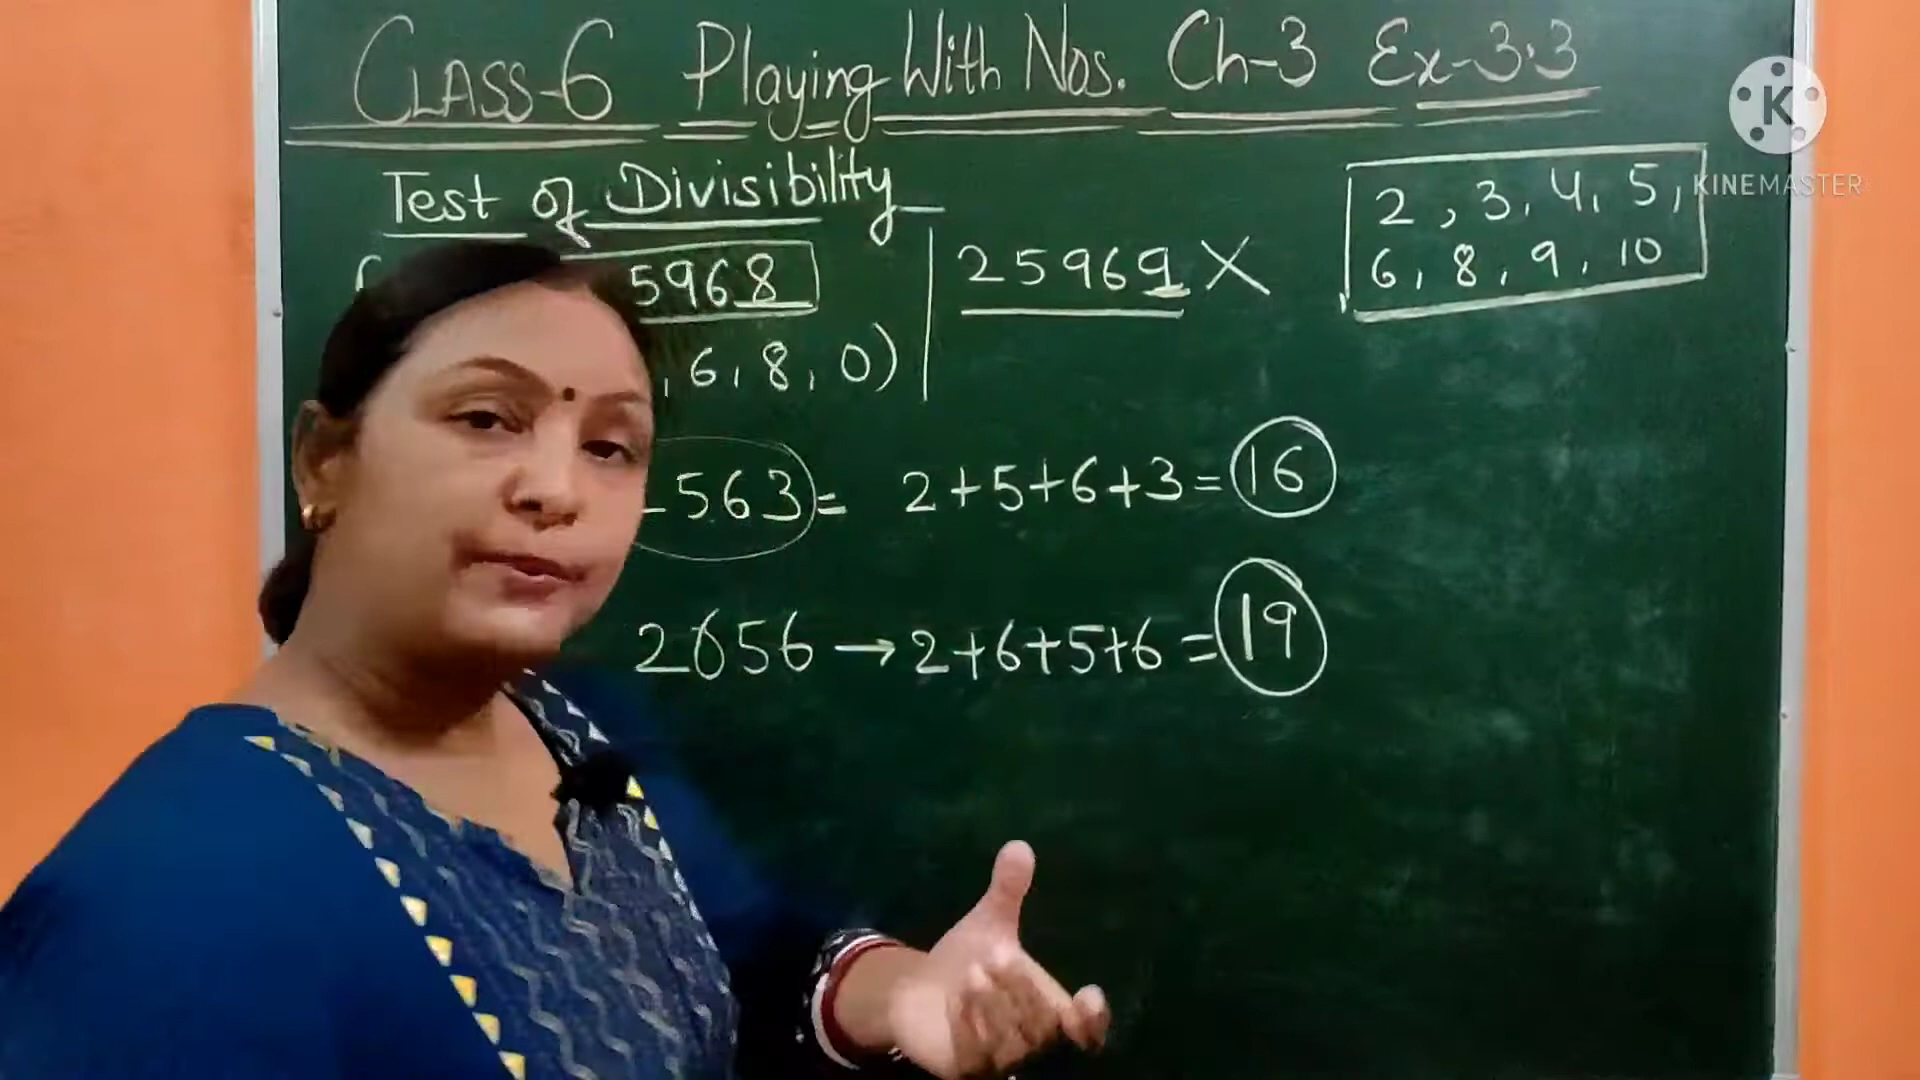 CLASS-6 Playing With Nos. Ch-3 Ex-3.3
K
KINEMASTER
Test of Divisibility
2, 3, 4, 5,
6, 8, 9, 10
5968
25969 X
, 6, 8, 0)
563 = 2+5+6+3 = 16
2656 → 2+6+5+6 = 19